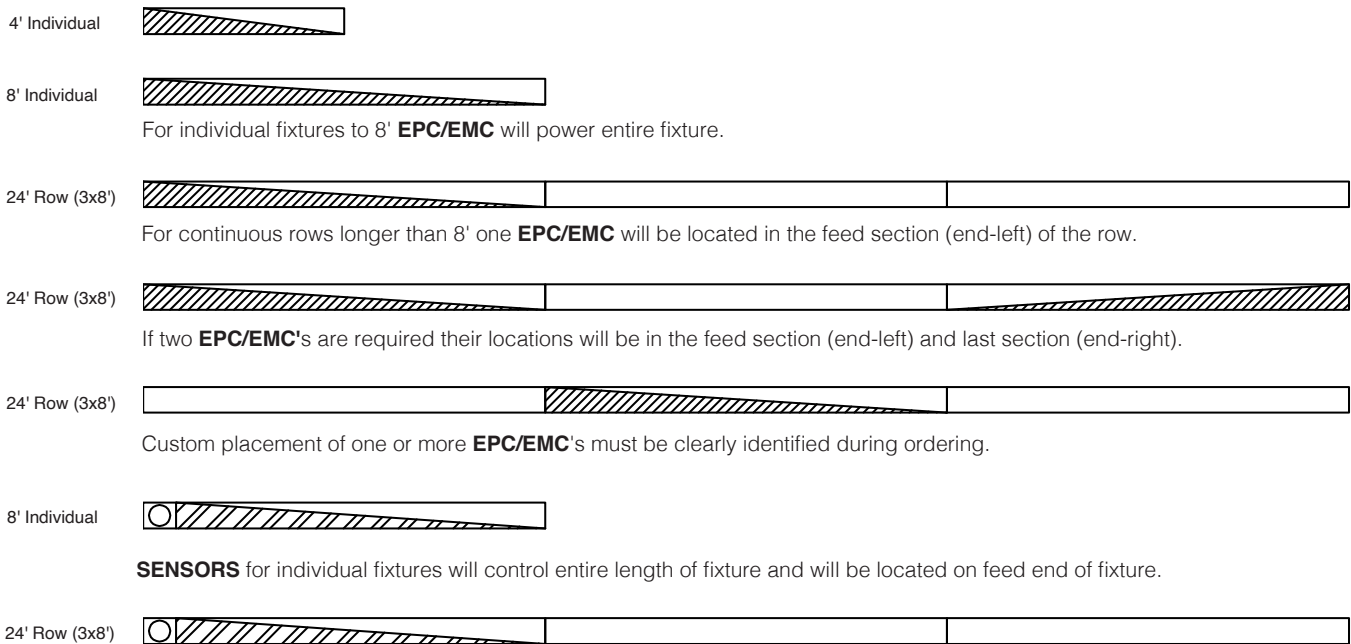 4' Individual
8' Individual
For individual fixtures to 8' EPC/EMC will power entire fixture.
24' Row (3x8')
For continuous rows longer than 8' one EPC/EMC will be located in the feed section (end-left) of the row.
24' Row (3x8')
If two EPC/EMC's are required their locations will be in the feed section (end-left) and last section (end-right).
24' Row (3x8')
Custom placement of one or more EPC/EMC's must be clearly identified during ordering.
8' Individual
SENSORS for individual fixtures will control entire length of fixture and will be located on feed end of fixture.
24' Row (3x8')